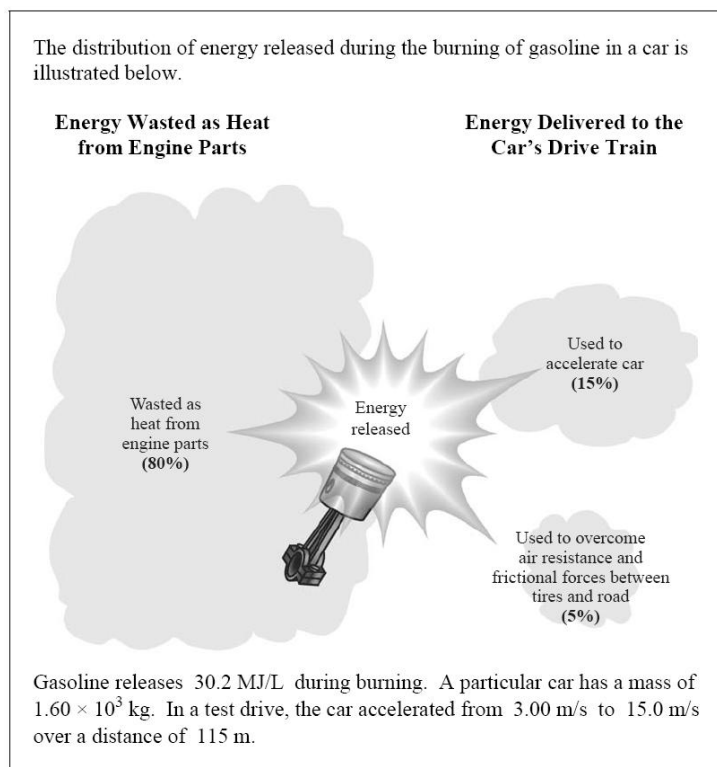 The distribution of energy released during the burning of gasoline in a car is
illustrated below.
Energy Wasted as Heat
from Engine Parts
Energy Delivered to the
Car's Drive Train
Used to
accelerate car
(15%)
Wasted as
heat from
engine parts
(80%)
Energy
released
Used to overcome
air resistance and
frictional forces between
tires and road
(5%)
Gasoline releases 30.2 MJ/L during burning. A particular car has a mass of
1.60 × 10³ kg. In a test drive, the car accelerated from 3.00 m/s to 15.0 m/s
over a distance of 115 m.